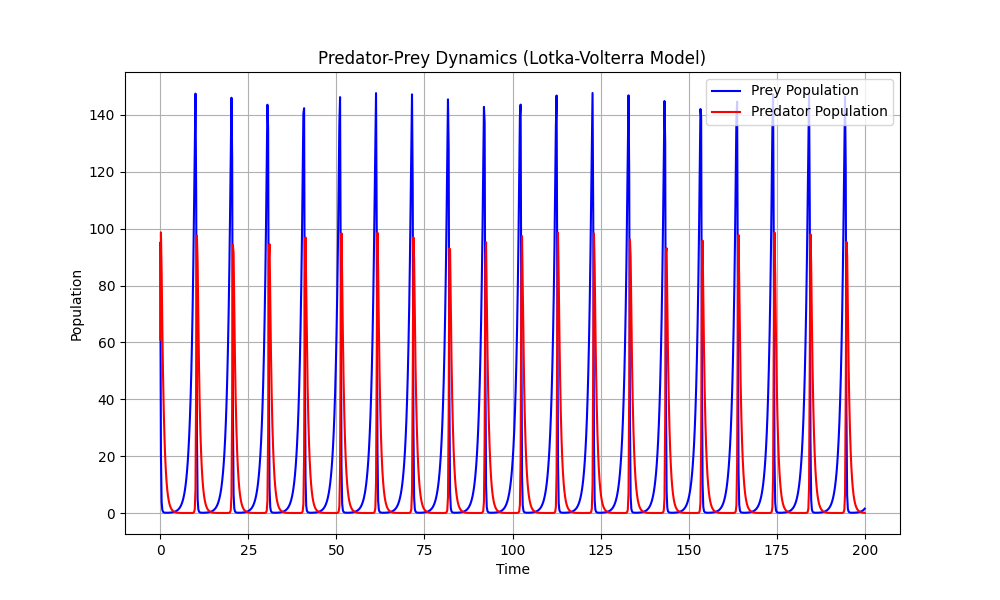 Predator-Prey Dynamics (Lotka-Volterra Model)
Prey Population
Predator Population
Population
140
120
100
80
60
40
20
0
0 25 50 75 100 125 150 175 200
Time